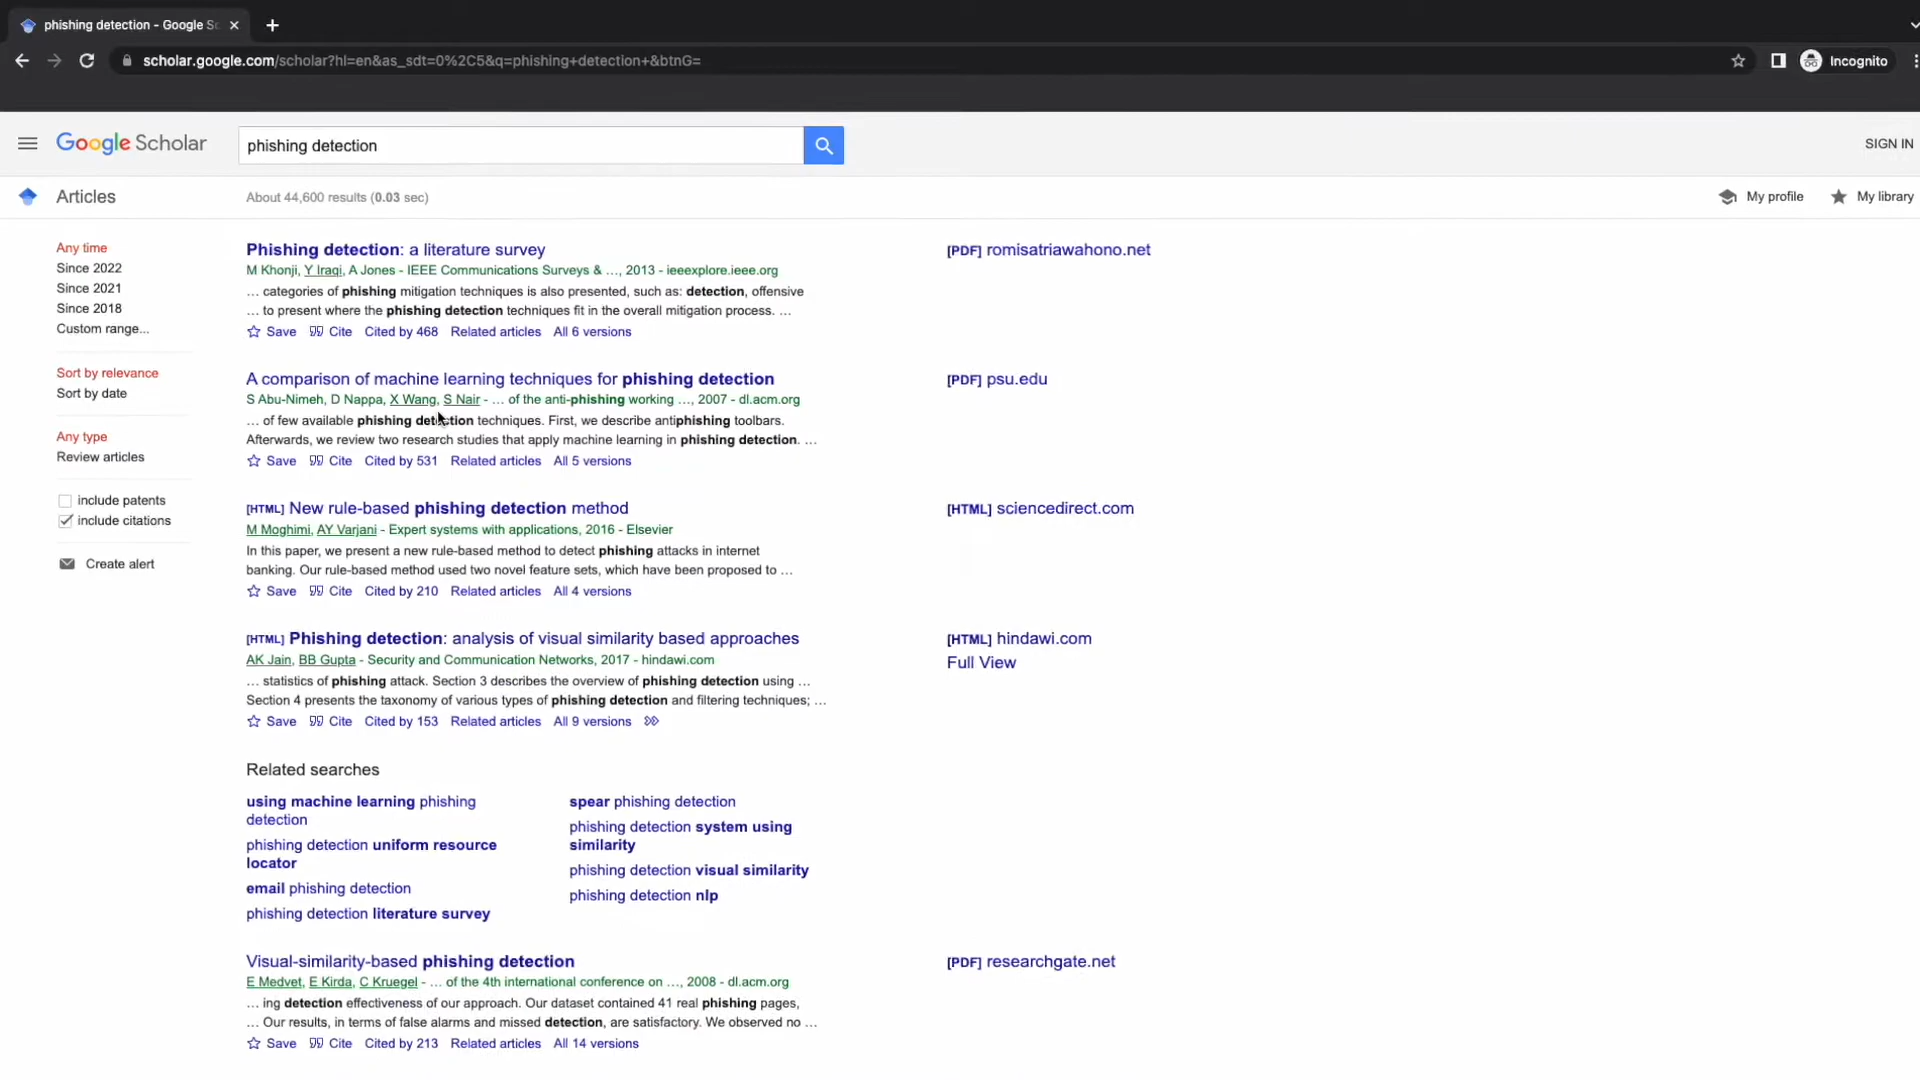 phishing detection - Google Sc
scholar.google.com/scholar?hl=en&as_sdt=0%2C5&q=phishing+detection+&btnG=
Incognito
Google Scholar
phishing detection
SIGN IN
Articles
About 44,600 results (0.03 sec)
My profile
My library
Any time
Since 2022
Since 2021
Since 2018
Custom range...
Sort by relevance
Sort by date
Any type
Review articles
include patents
include citations
Create alert
Phishing detection: a literature survey
M Khonji, Y Iraqi, A Jones - IEEE Communications Surveys & …, 2013 - ieeexplore.ieee.org
… categories of phishing mitigation techniques is also presented, such as: detection, offensive
… to present where the phishing detection techniques fit in the overall mitigation process. …
Save Cite Cited by 468 Related articles All 6 versions
[PDF] romisatriawahono.net
A comparison of machine learning techniques for phishing detection
S Abu-Nimeh, D Nappa, X Wang, S Nair - … of the anti-phishing working …, 2007 - dl.acm.org
… of few available phishing detection techniques. First, we describe antiphishing toolbars.
Afterwards, we review two research studies that apply machine learning in phishing detection. …
Save Cite Cited by 531 Related articles All 5 versions
[PDF] psu.edu
[HTML] New rule-based phishing detection method
M Moghimi, AY Varjani - Expert systems with applications, 2016 - Elsevier
In this paper, we present a new rule-based method to detect phishing attacks in internet
banking. Our rule-based method used two novel feature sets, which have been proposed to …
Save Cite Cited by 210 Related articles All 4 versions
[HTML] sciencedirect.com
[HTML] Phishing detection: analysis of visual similarity based approaches
AK Jain, BB Gupta - Security and Communication Networks, 2017 - hindawi.com
… statistics of phishing attack. Section 3 describes the overview of phishing detection using …
Section 4 presents the taxonomy of various types of phishing detection and filtering techniques; …
Save Cite Cited by 153 Related articles All 9 versions
[HTML] hindawi.com
Full View
Related searches
using machine learning phishing
detection
phishing detection uniform resource
locator
email phishing detection
phishing detection literature survey
spear phishing detection
phishing detection system using
similarity
phishing detection visual similarity
phishing detection nlp
Visual-similarity-based phishing detection
E Medvet, E Kirda, C Kruegel - … of the 4th international conference on …, 2008 - dl.acm.org
… ing detection effectiveness of our approach. Our dataset contained 41 real phishing pages,
… Our results, in terms of false alarms and missed detection, are satisfactory. We observed no …
Save Cite Cited by 213 Related articles All 14 versions
[PDF] researchgate.net